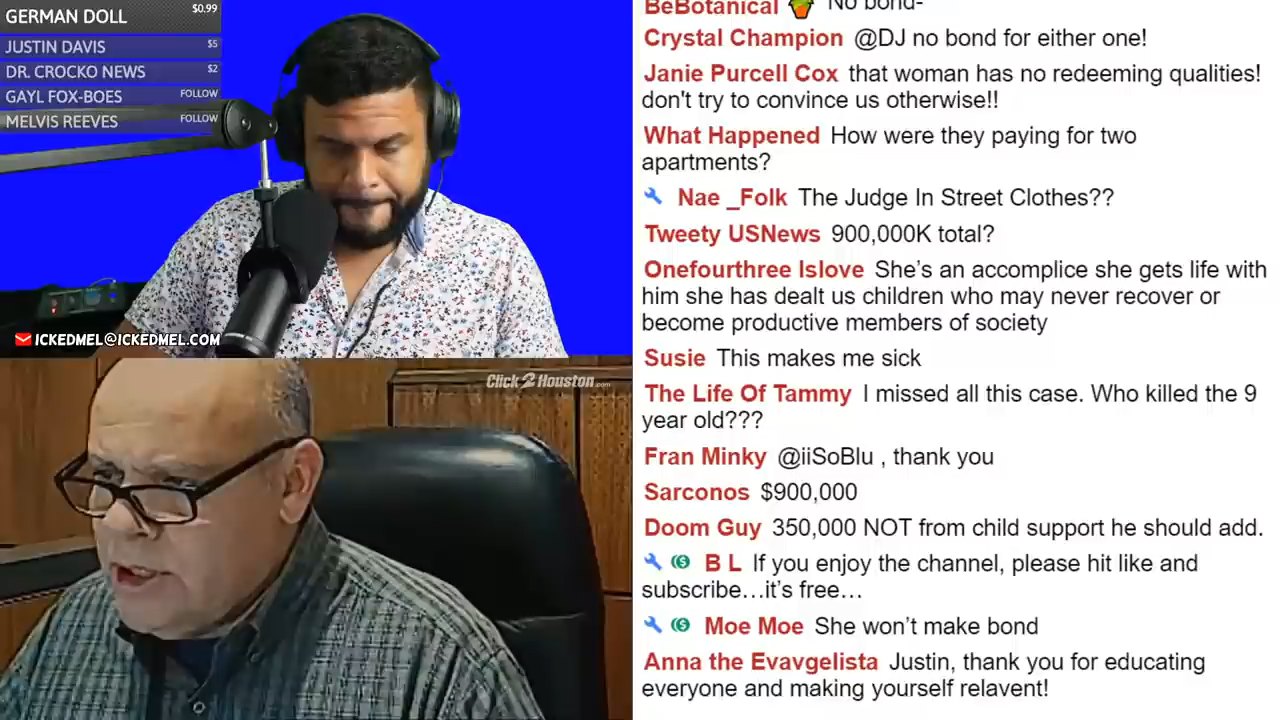 GERMAN DOLL $0.99
JUSTIN DAVIS $5
DR. CROCKO NEWS $2
GAYL FOX-BOES FOLLOW
MELVIS REEVES FOLLOW
ICKEDMEL@ICKEDMEL.COM
Click2Houston.com
BeBotanical No bond-
Crystal Champion @DJ no bond for either one!
Janie Purcell Cox that woman has no redeeming qualities!
don't try to convince us otherwise!!
What Happened How were they paying for two
apartments?
Nae _Folk The Judge In Street Clothes??
Tweety USNews 900,000K total?
Onefourthree Islove She’s an accomplice she gets life with
him she has dealt us children who may never recover or
become productive members of society
Susie This makes me sick
The Life Of Tammy I missed all this case. Who killed the 9
year old???
Fran Minky @iiSoBlu , thank you
Sarconos $900,000
Doom Guy 350,000 NOT from child support he should add.
B L If you enjoy the channel, please hit like and
subscribe…it’s free…
Moe Moe She won’t make bond
Anna the Evavgelista Justin, thank you for educating
everyone and making yourself relavent!